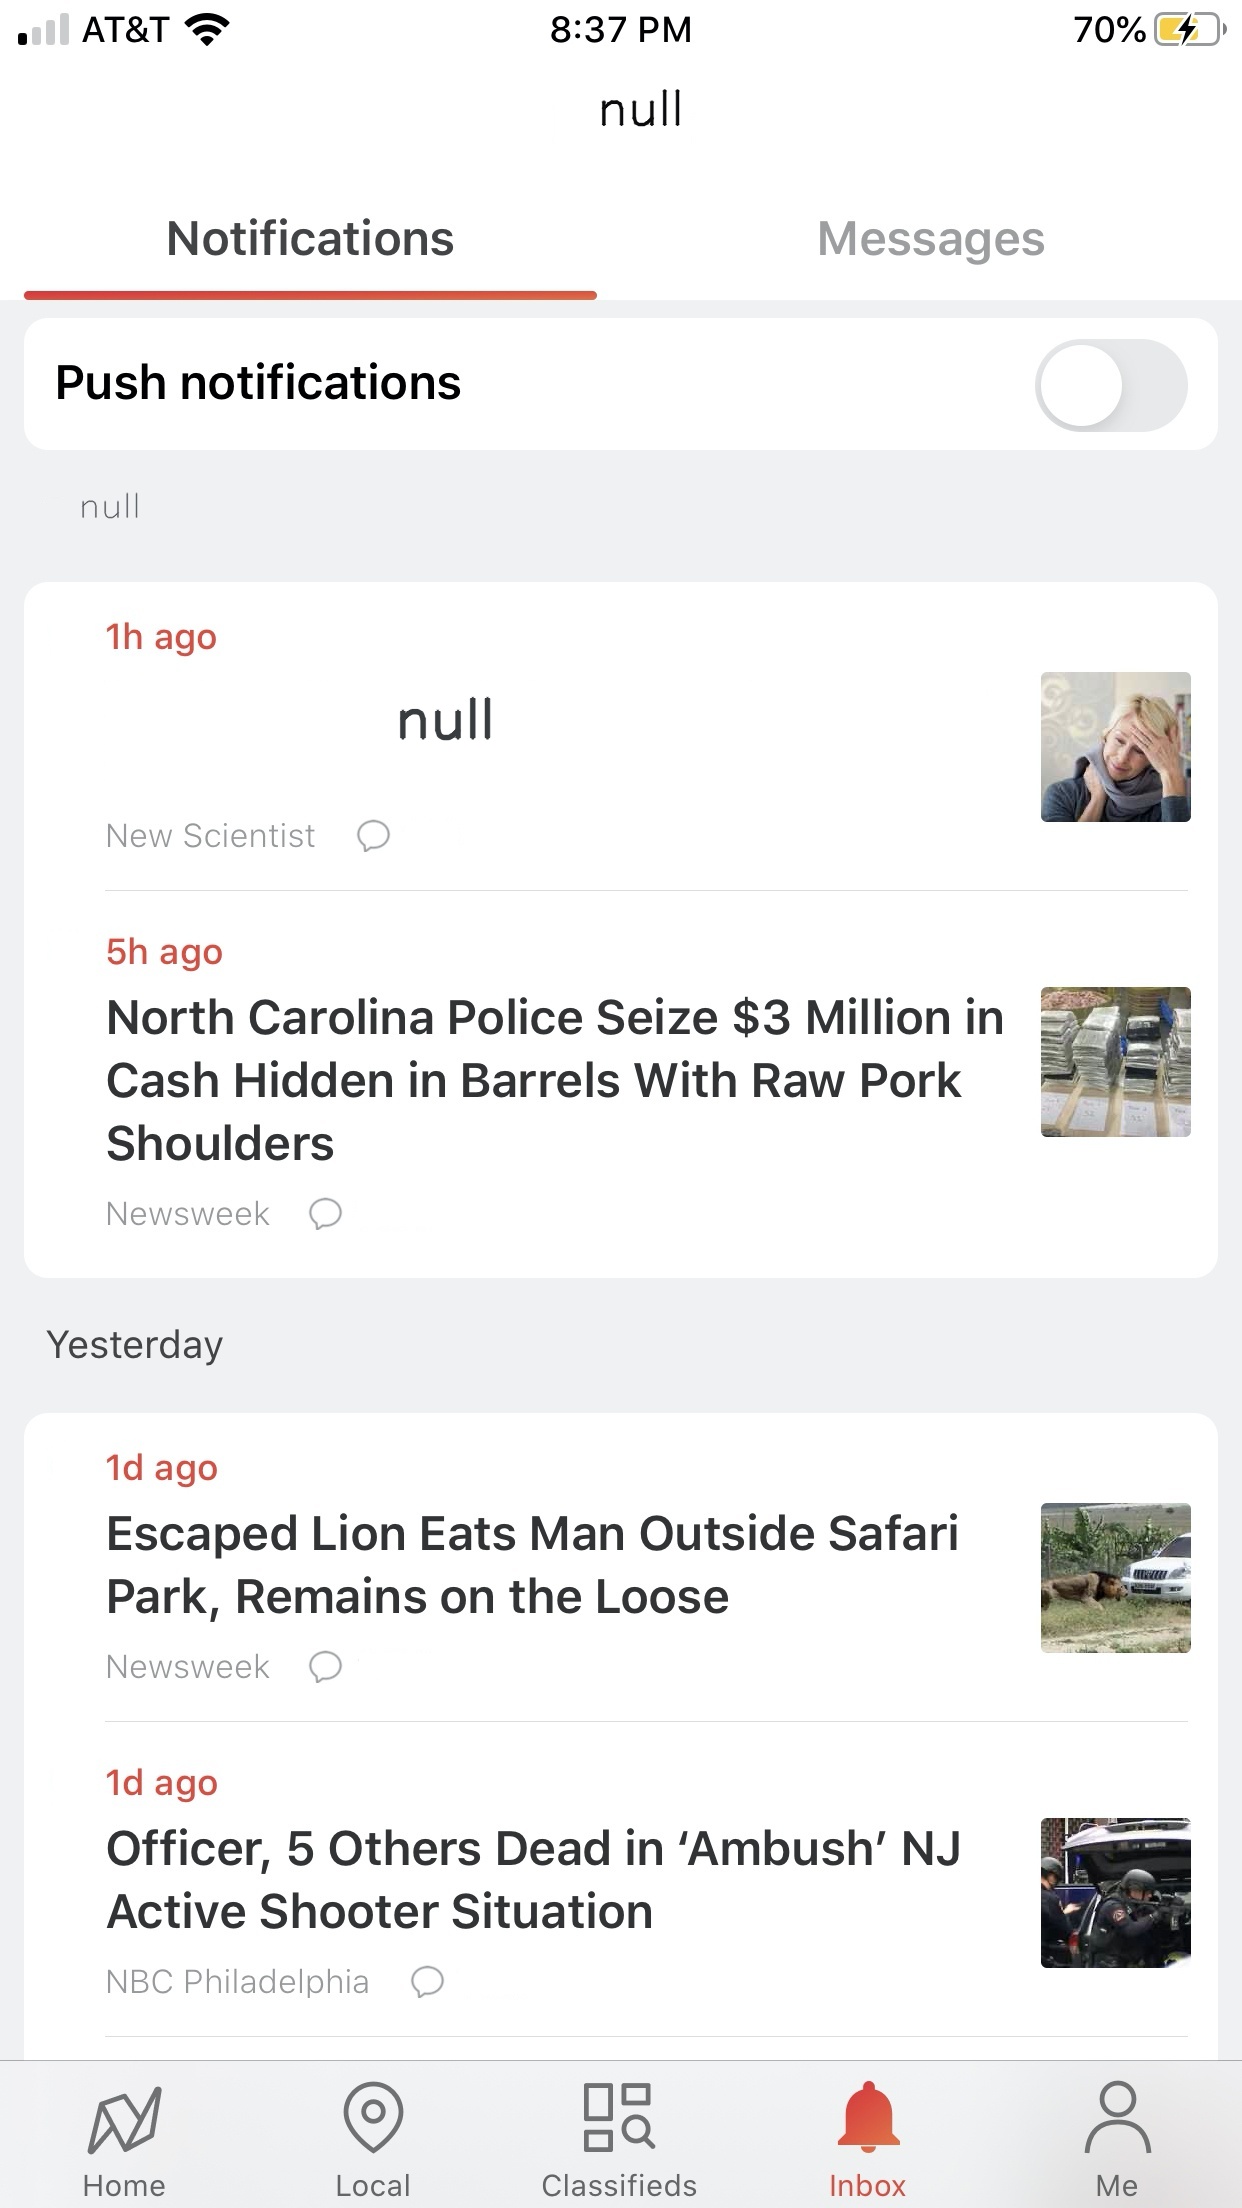 AT&T 8:37 PM 70%
null
Notifications Messages
Push notifications
null
1h ago
null
New Scientist
5h ago
North Carolina Police Seize $3 Million in
Cash Hidden in Barrels With Raw Pork
Shoulders
Newsweek
Yesterday
1d ago
Escaped Lion Eats Man Outside Safari
Park, Remains on the Loose
Newsweek
1d ago
Officer, 5 Others Dead in ‘Ambush’ NJ
Active Shooter Situation
NBC Philadelphia
Home Local Classifieds Inbox Me